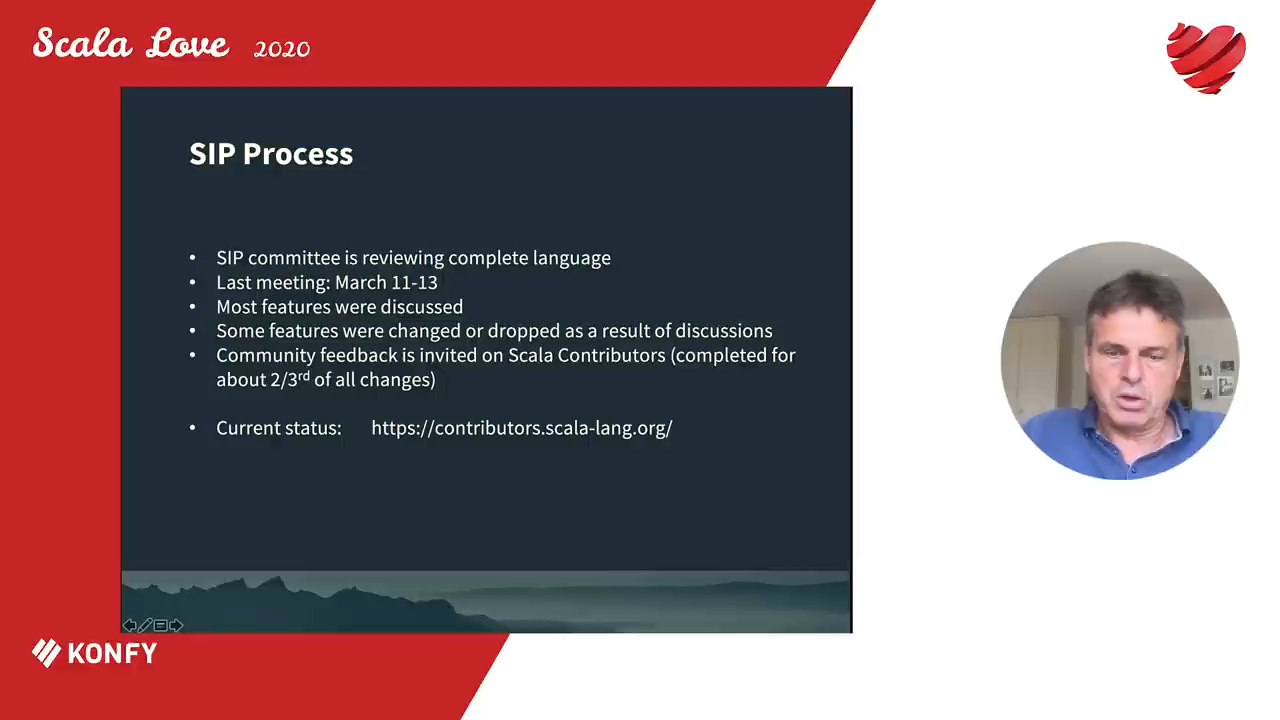 Scala Love 2020
SIP Process
• SIP committee is reviewing complete language
• Last meeting: March 11-13
• Most features were discussed
• Some features were changed or dropped as a result of discussions
• Community feedback is invited on Scala Contributors (completed for
about 2/3rd of all changes)
• Current status: https://contributors.scala-lang.org/
KONFY